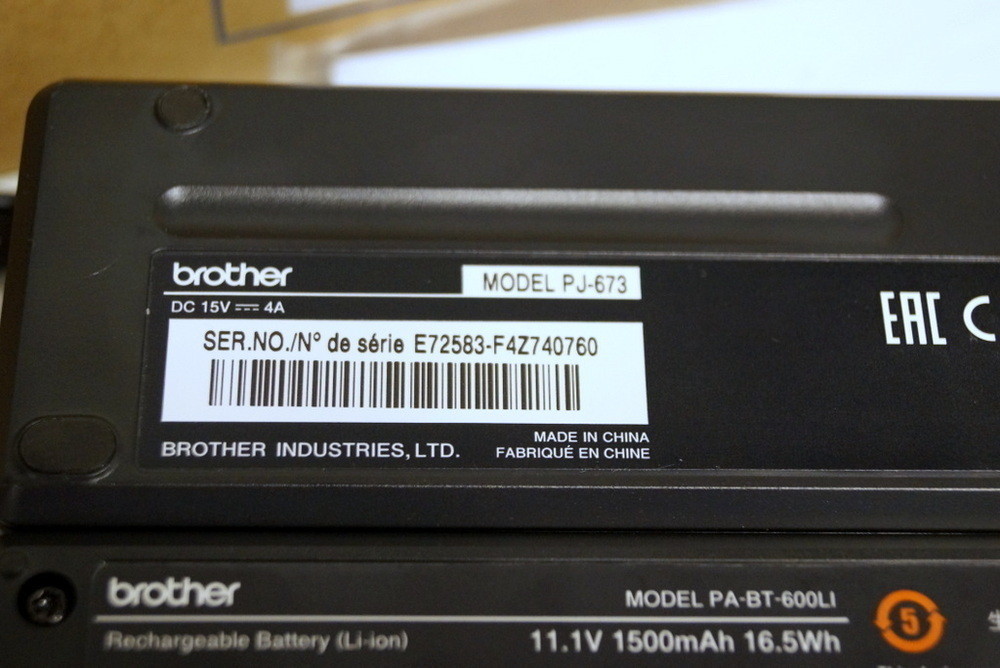 brother
MODEL PJ-673
DC 15V ⎓ 4A
SER.NO./Nº de série E72583-F4Z740760
BROTHER INDUSTRIES, LTD.
MADE IN CHINA
FABRIQUÉ EN CHINE
EAC
brother
MODEL PA-BT-600LI
Rechargeable Battery (Li-ion)
11.1V 1500mAh 16.5Wh
5